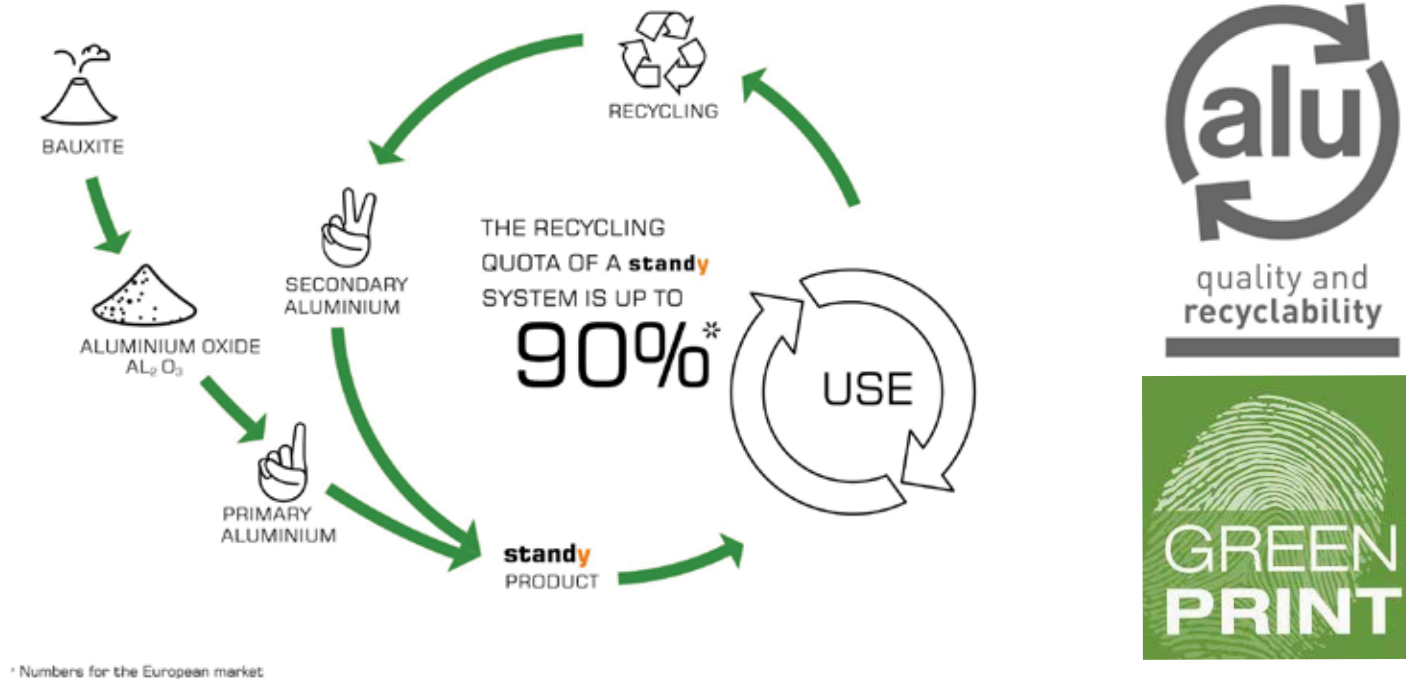 BAUXITE
ALUMINIUM OXIDE
AL₂ O₃
PRIMARY
ALUMINIUM
SECONDARY
ALUMINIUM
RECYCLING
THE RECYCLING
QUOTA OF A standy
SYSTEM IS UP TO
90%*
USE
standy
PRODUCT
* Numbers for the European market
alu
quality and
recyclability
GREEN
PRINT